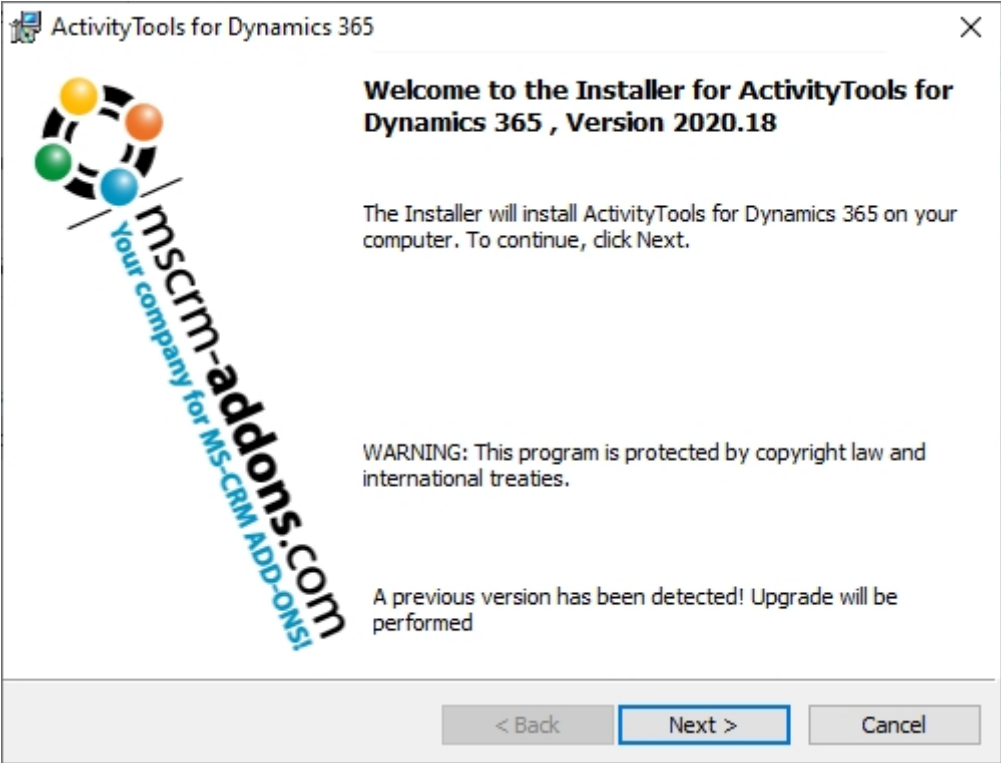 ActivityTools for Dynamics 365
Welcome to the Installer for ActivityTools for
Dynamics 365 , Version 2020.18
The Installer will install ActivityTools for Dynamics 365 on your
computer. To continue, click Next.
mscrm-addons.com
Your company for MS-CRM ADD-ONS!
WARNING: This program is protected by copyright law and
international treaties.
A previous version has been detected! Upgrade will be
performed
< Back
Next >
Cancel